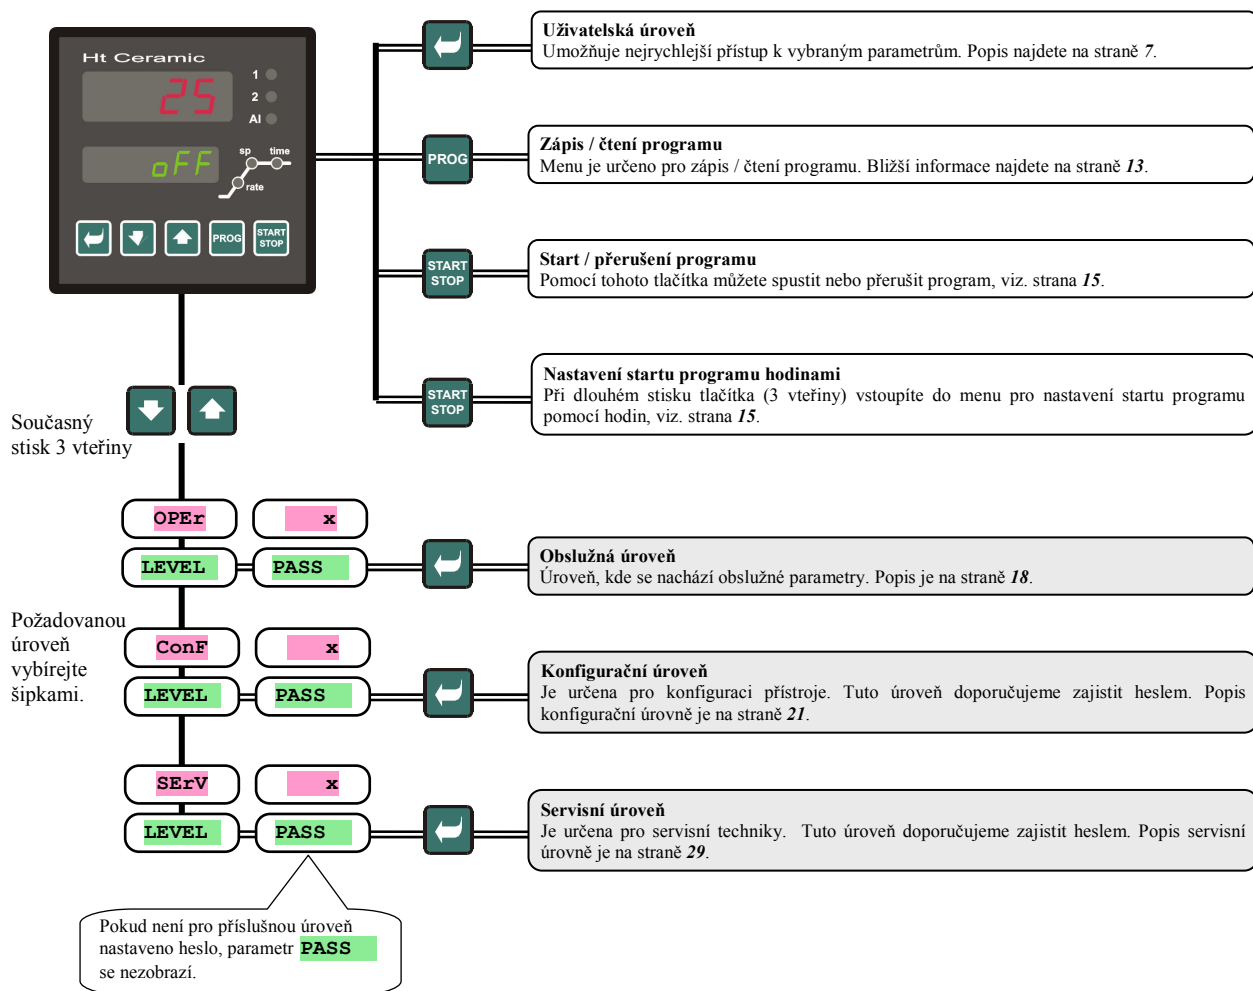 Ht Ceramic
1
25
2
AI
oFF
sp
time
rate
PROG
START
STOP
Uživatelská úroveň
Umožňuje nejrychlejší přístup k vybraným parametrům. Popis najdete na straně 7.
PROG
Zápis / čtení programu
Menu je určeno pro zápis / čtení programu. Bližší informace najdete na straně 13.
START
STOP
Start / přerušení programu
Pomocí tohoto tlačítka můžete spustit nebo přerušit program, viz. strana 15.
START
STOP
Nastavení startu programu hodinami
Při dlouhém stisku tlačítka (3 vteřiny) vstoupíte do menu pro nastavení startu programu
pomocí hodin, viz. strana 15.
Současný
stisk 3 vteřiny
OPEr x
LEVEL PASS
Obslužná úroveň
Úroveň, kde se nachází obslužné parametry. Popis je na straně 18.
Požadovanou
úroveň
vybírejte
šipkami.
ConF x
LEVEL PASS
Konfigurační úroveň
Je určena pro konfiguraci přístroje. Tuto úroveň doporučujeme zajistit heslem. Popis
konfigurační úrovně je na straně 21.
SErV x
LEVEL PASS
Servisní úroveň
Je určena pro servisní techniky. Tuto úroveň doporučujeme zajistit heslem. Popis servisní
úrovně je na straně 29.
Pokud není pro příslušnou úroveň
nastaveno heslo, parametr PASS
se nezobrazí.